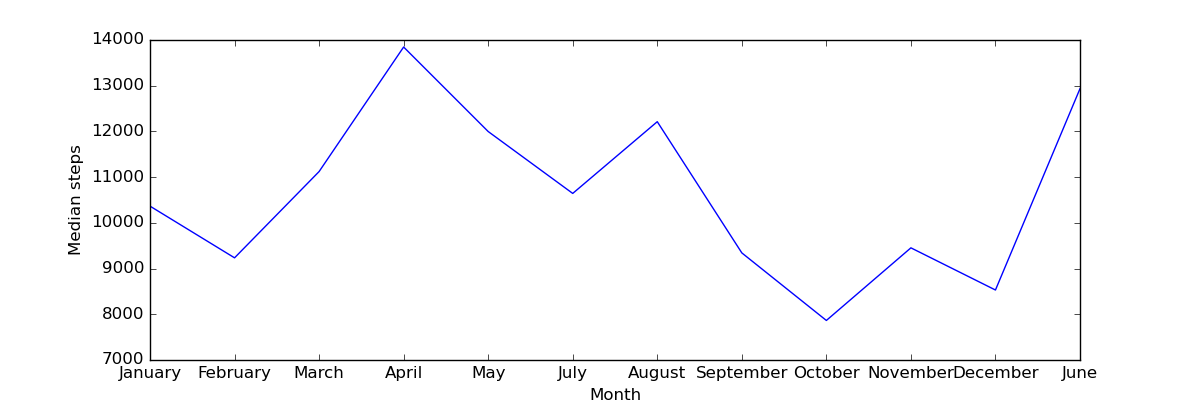 14000
13000
12000
11000
10000
9000
8000
7000
Median steps
January February March April May July August September October November December June
Month